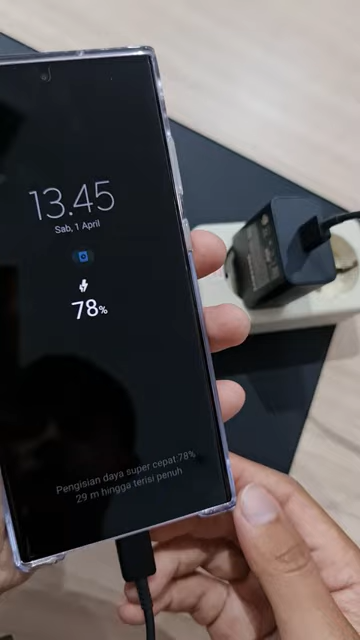 13.45
Sab, 1 April
78%
Pengisian daya super cepat:78%
29 m hingga terisi penuh